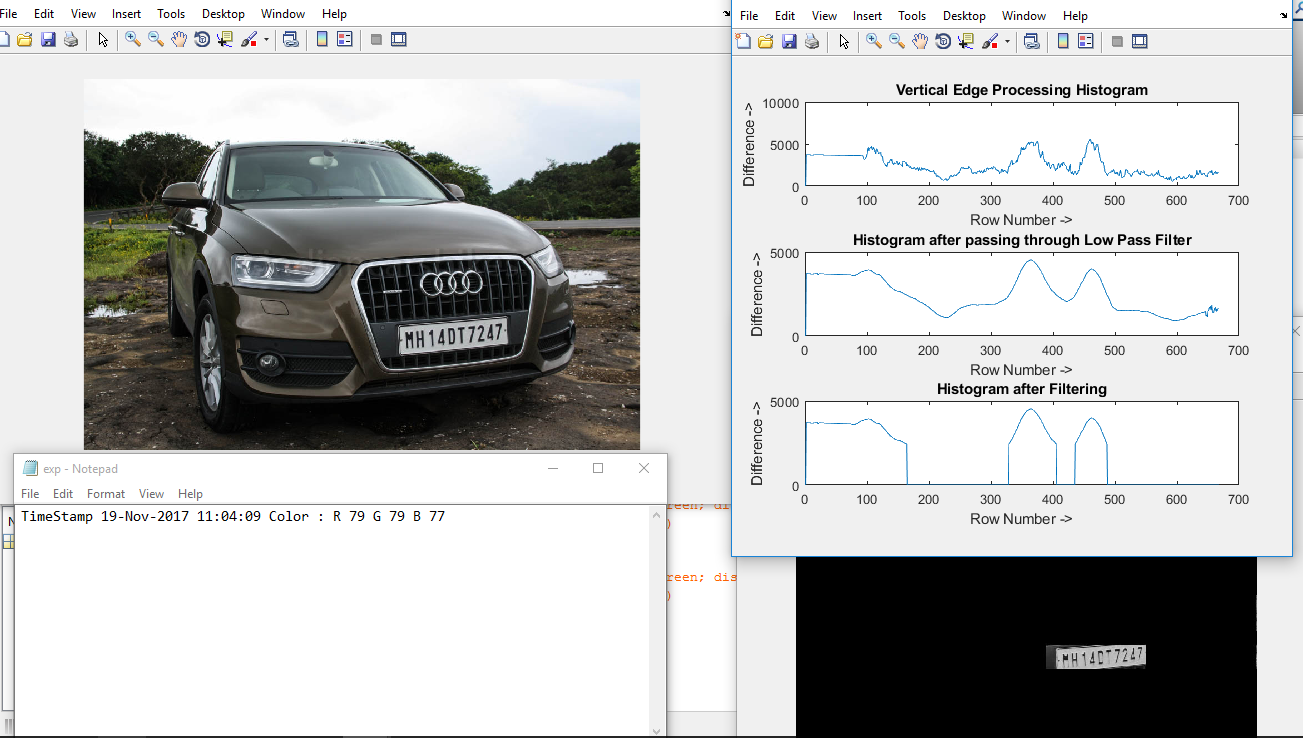 File Edit View Insert Tools Desktop Window Help
MH14DT7247
exp - Notepad
File Edit Format View Help
TimeStamp 19-Nov-2017 11:04:09 Color : R 79 G 79 B 77
N
reen; dis
)
reen; dis
)
File Edit View Insert Tools Desktop Window Help
Vertical Edge Processing Histogram
Difference ->
10000
5000
0
0 100 200 300 400 500 600 700
Row Number ->
Histogram after passing through Low Pass Filter
Difference ->
5000
0
0 100 200 300 400 500 600 700
Row Number ->
Histogram after Filtering
Difference ->
5000
0
0 100 200 300 400 500 600 700
Row Number ->
MH14DT7247